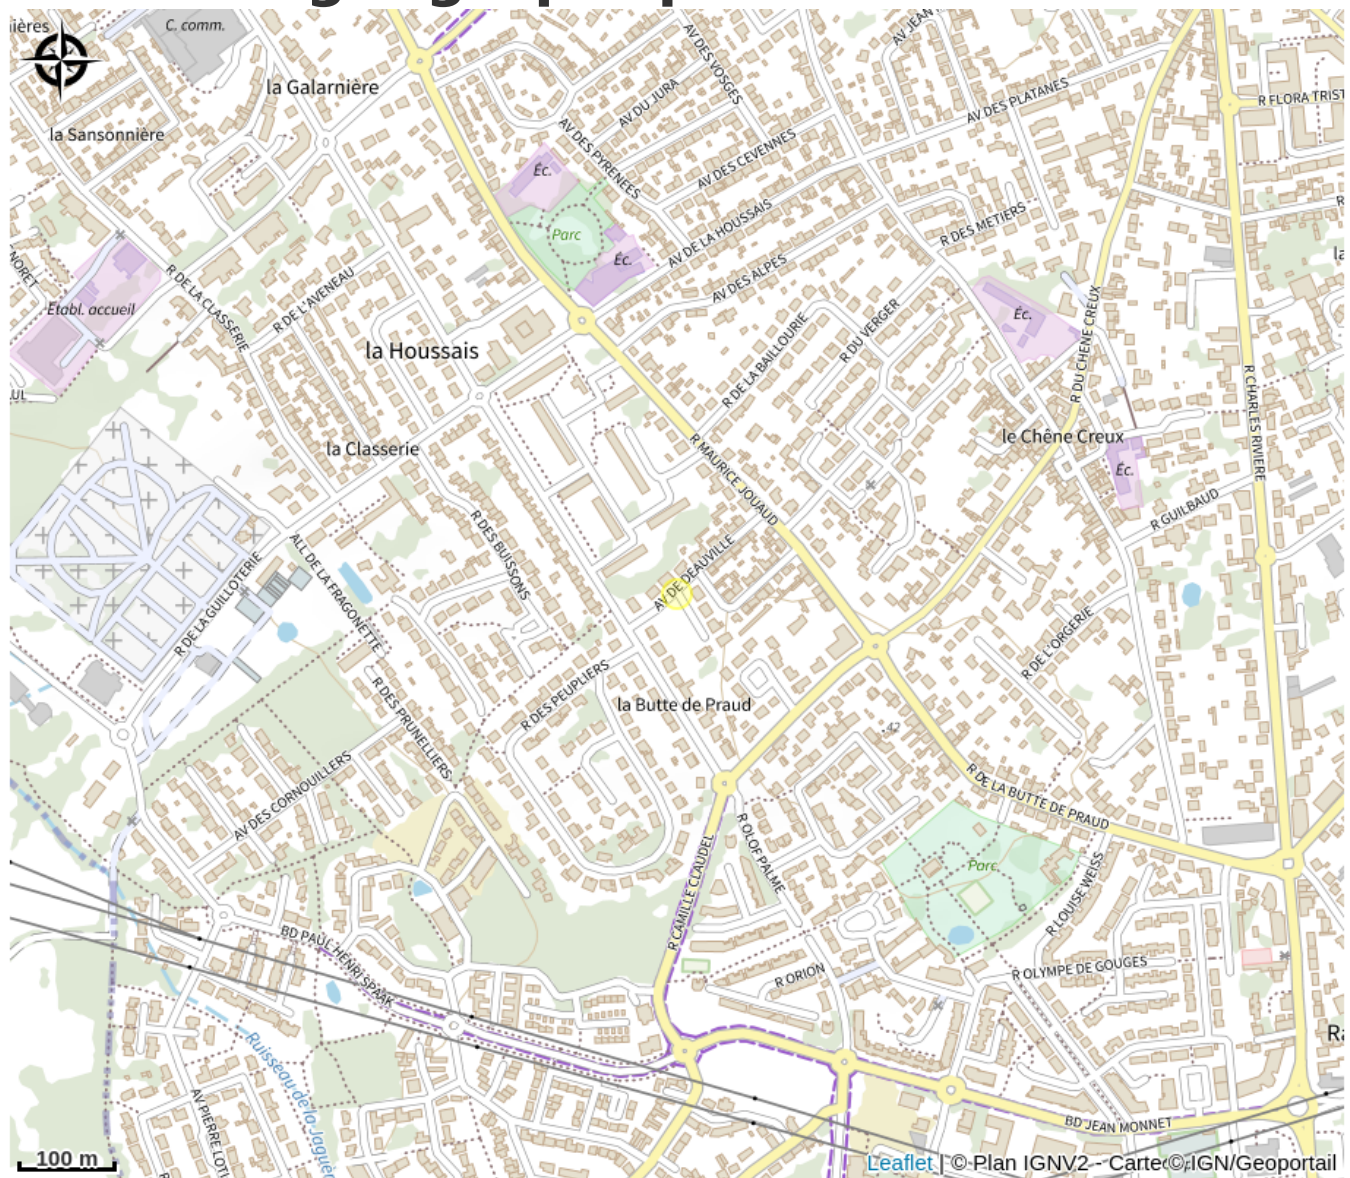 C. comm.
la Galarnière
la Sansonnière
AV DES VOSGES
AV DU JURA
AV DES PLATANES
R FLORA TRIST
AV DES PYRENEES
AV DES CEVENNES
Éc.
Parc
Éc.
AV DE LA HOUSSAIS
R DES METIERS
AV DES ALPES
R DE LA CLASSERIE
R DE L'AVENEAU
Etabl. accueil
la Houssais
R DE LA BAILLOURIE
R DU VERGER
Éc.
R DU CHENE CREUX
R CHARLES RIVIERE
la Classerie
R MAURICE JOUAUD
le Chêne Creux
Éc.
R GUILBAUD
R DES BUISSONS
ALL DE LA FRAGONETTE
R DE LA GUILLOTERIE
AV DE DEAUVILLE
R DE L'ORGERIE
R DES PEUPLIERS
R DES PRUNELLIERS
la Butte de Praud
42
AV DES CORNOUILLERS
R DE LA BUTTE DE PRAUD
R OLOF PALME
R CAMILLE CLAUDEL
Parc
R LOUISE WEISS
BD PAUL HENRI SPAAK
R ORION
R OLYMPE DE GOUGES
Ruisseau de la Jaguer
AV PIERRE LOTI
BD JEAN MONNET
100 m
Leaflet | © Plan IGNV2 - Carte © IGN/Geoportail